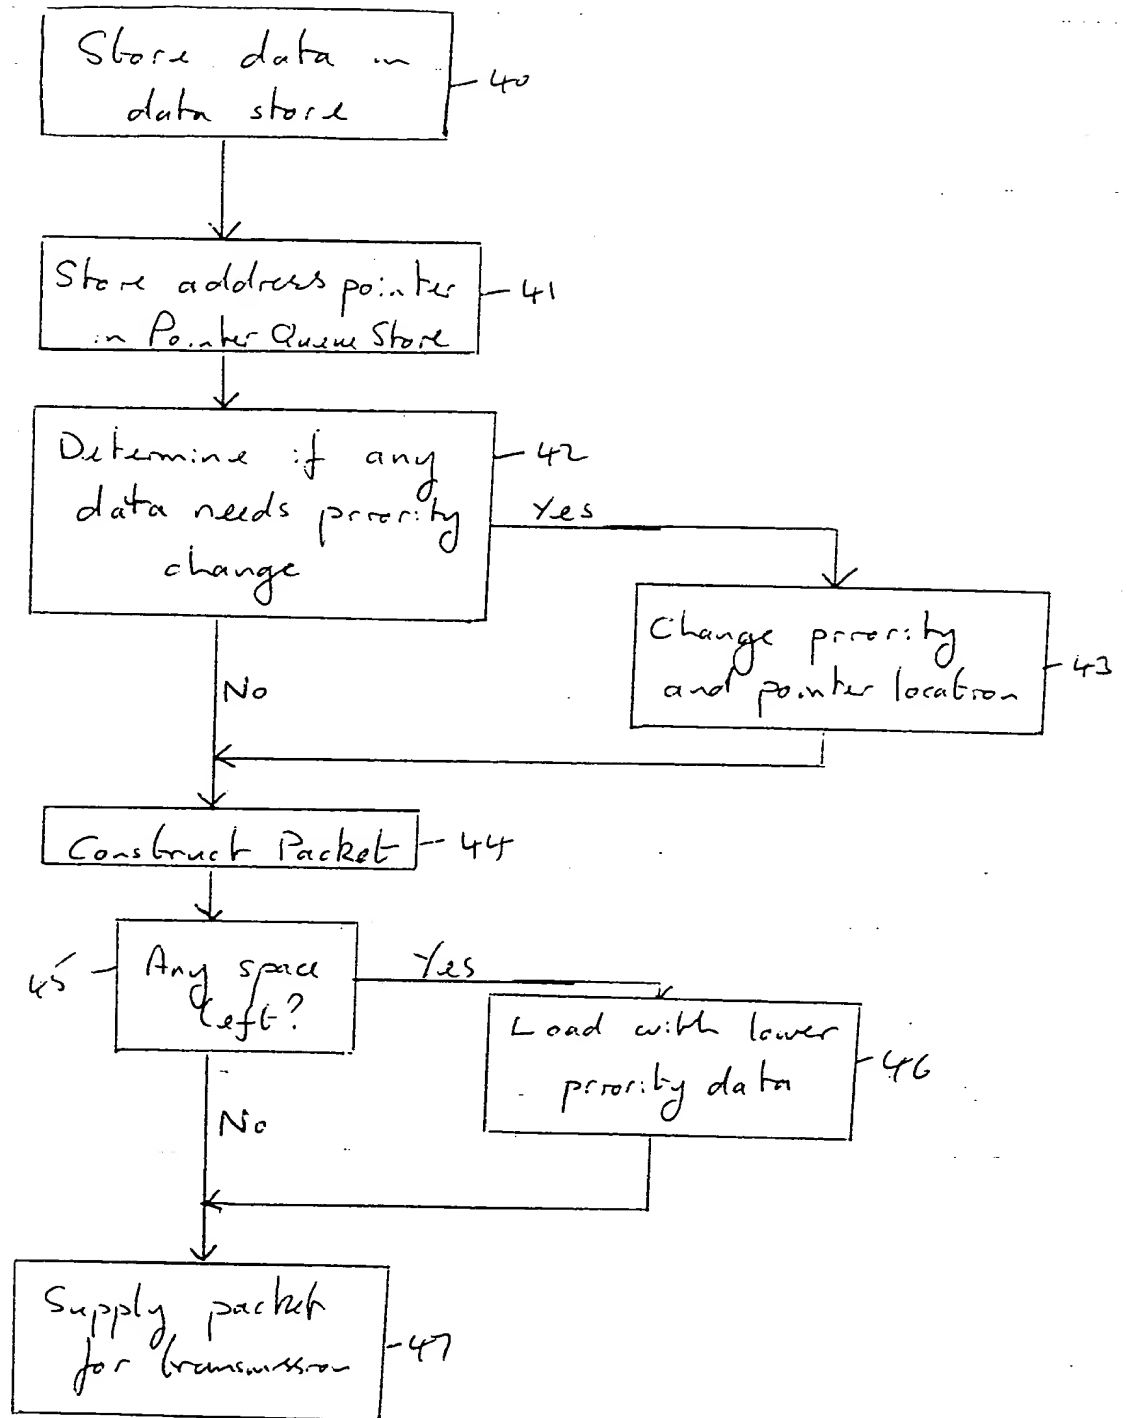 Store data in
data store
40
Store address pointer
in Pointer Queue Store
41
Determine if any
data needs priority
change
42
Yes
Change priority
and pointer location
43
No
Construct Packet
44
Any space
left?
45
Yes
Load with lower
priority data
46
No
Supply packet
for transmission
47